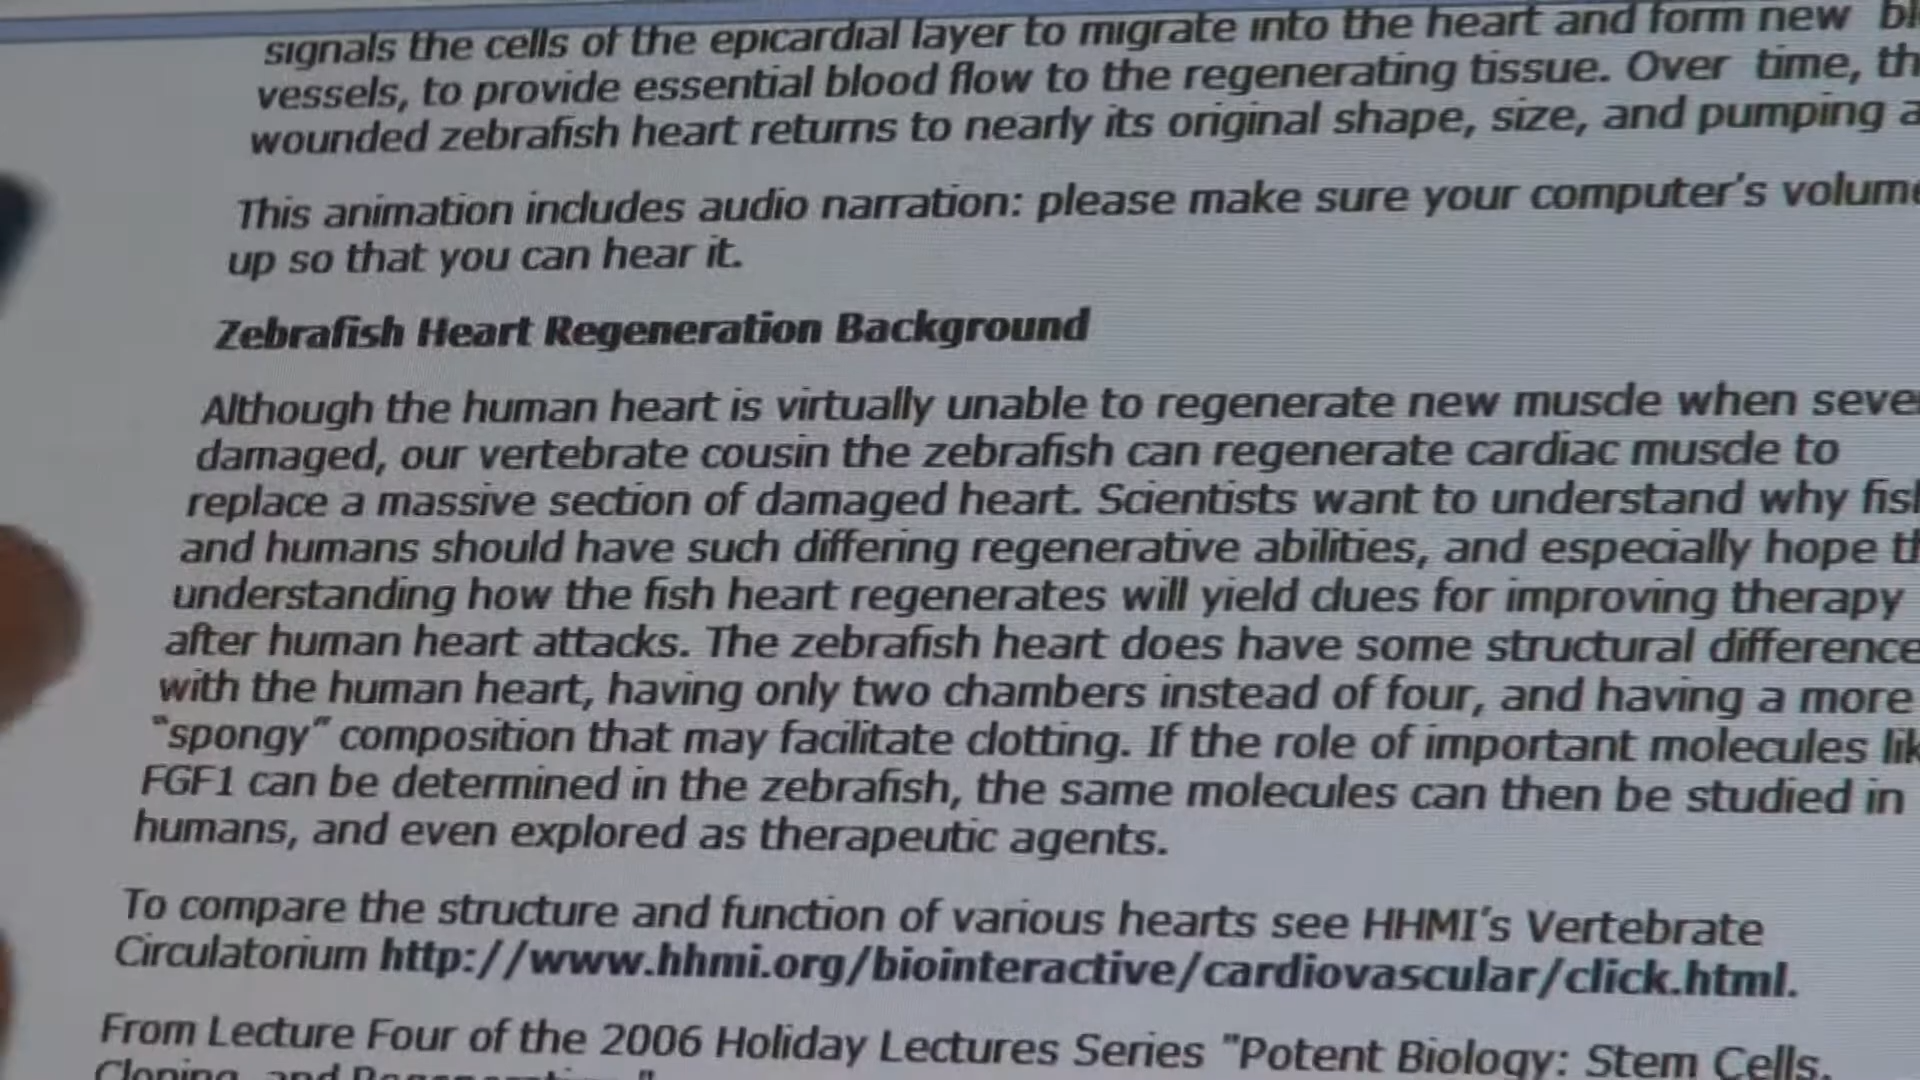 signals the cells of the epicardial layer to migrate into the heart and form new
vessels, to provide essential blood flow to the regenerating tissue. Over time,
wounded zebrafish heart returns to nearly its original shape, size, and pumping
This animation includes audio narration: please make sure your computer's
up so that you can hear it.
Zebrafish Heart Regeneration Background
Although the human heart is virtually unable to regenerate new muscle when
damaged, our vertebrate cousin the zebrafish can regenerate cardiac muscle to
replace a massive section of damaged heart. Scientists want to understand why
and humans should have such differing regenerative abilities, and especially hope
understanding how the fish heart regenerates will yield clues for improving therapy
after human heart attacks. The zebrafish heart does have some structural
with the human heart, having only two chambers instead of four, and having a more
"spongy" composition that may facilitate clotting. If the role of important molecules
FGF1 can be determined in the zebrafish, the same molecules can then be studied in
humans, and even explored as therapeutic agents.
To compare the structure and function of various hearts see HHMI's Vertebrate
Circulatorium http://www.hhmi.org/biointeractive/cardiovascular/click.html.
From Lecture Four of the 2006 Holiday Lectures Series "Potent Biology: Stem Cells,